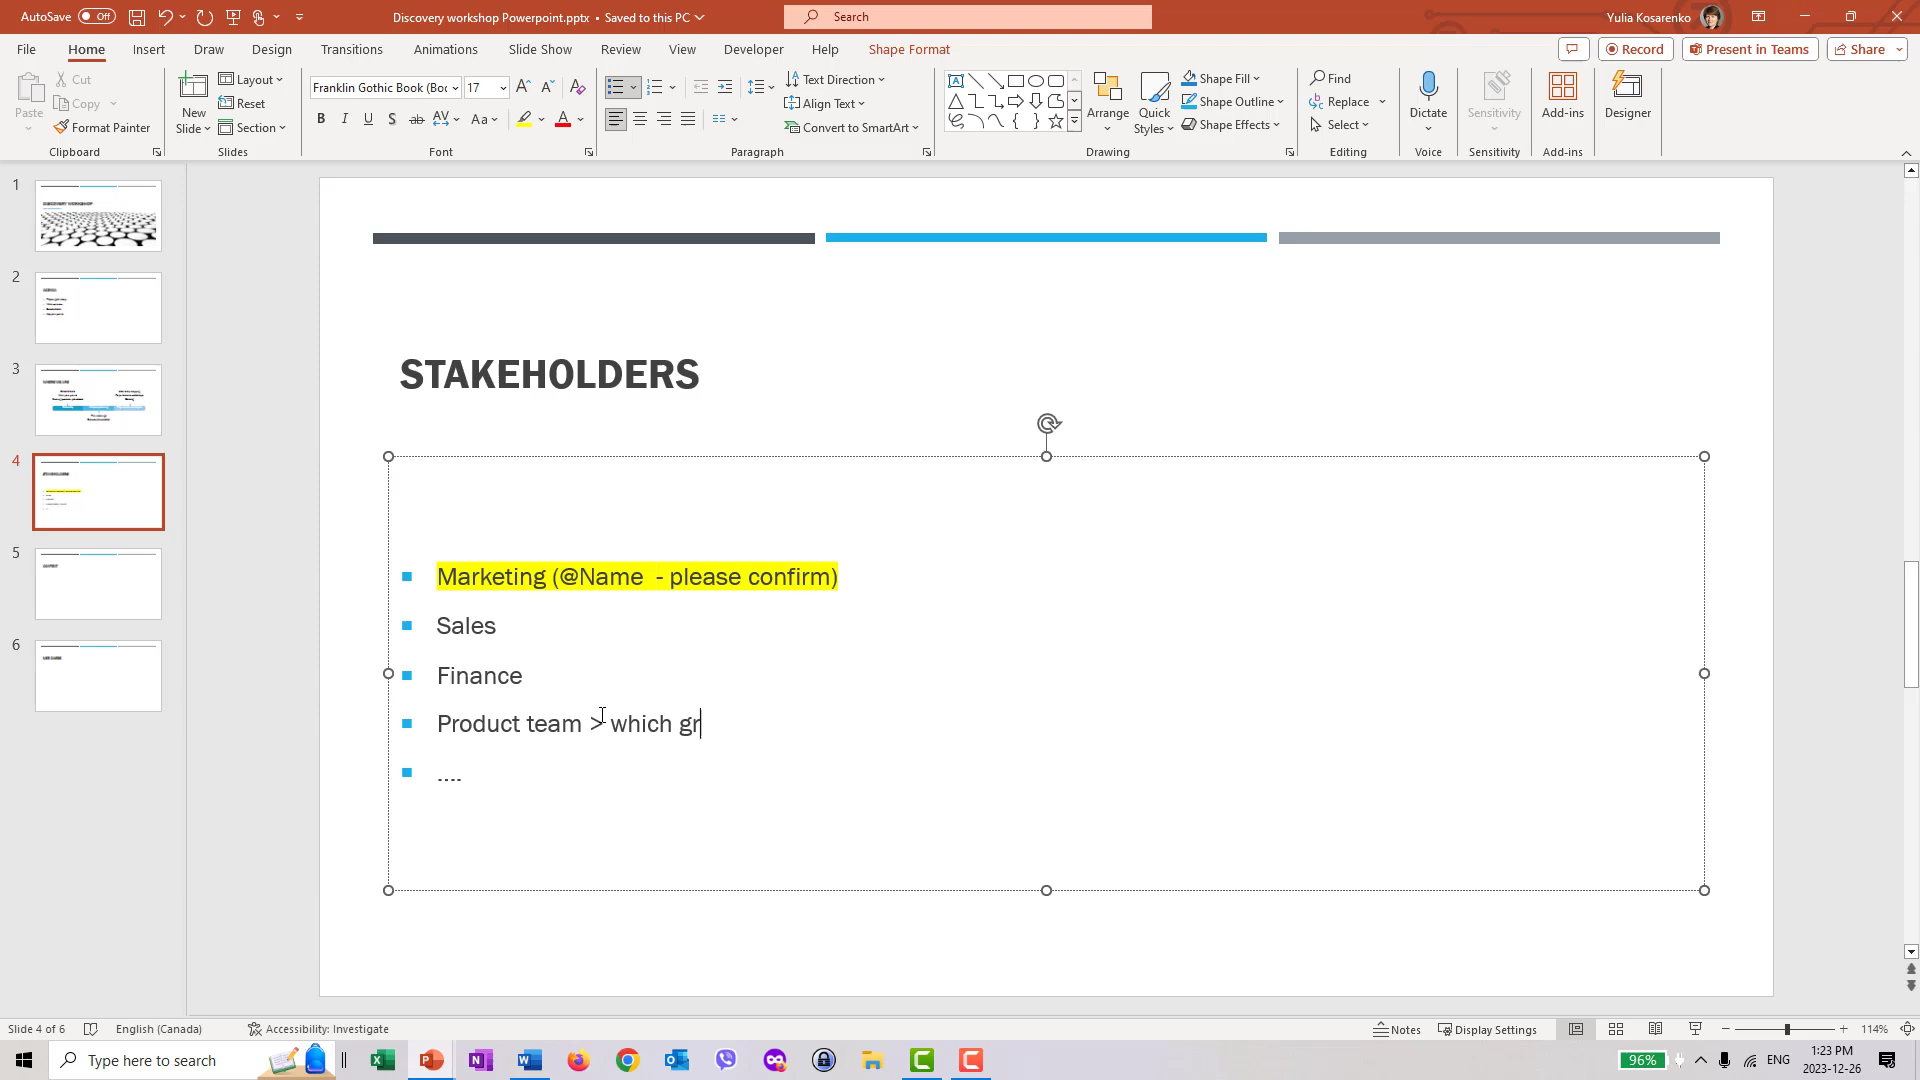 AutoSave Off Discovery workshop Powerpoint.pptx • Saved to this PC Search Yulia Kosarenko
File Home Insert Draw Design Transitions Animations Slide Show Review View Developer Help Shape Format Record Present in Teams Share
Paste Cut Copy Format Painter Clipboard
New Slide Layout Reset Section Slides
Franklin Gothic Book (Boc 17 Font
Text Direction Align Text Convert to SmartArt Paragraph
Arrange Quick Styles Shape Fill Shape Outline Shape Effects Drawing
Find Replace Select Editing
Dictate Voice
Sensitivity Sensitivity
Add-ins Add-ins
Designer
1
2
3
4
5
6
STAKEHOLDERS
Marketing (@Name - please confirm)
Sales
Finance
Product team > which gr
....
Slide 4 of 6 English (Canada) Accessibility: Investigate Notes Display Settings 114%
Type here to search 96% ENG 1:23 PM
2023-12-26